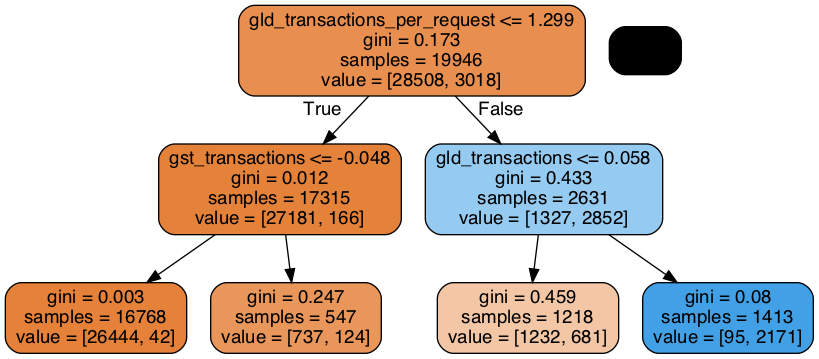 gld_transactions_per_request <= 1.299
gini = 0.173
samples = 19946
value = [28508, 3018]
True
False
gst_transactions <= -0.048
gini = 0.012
samples = 17315
value = [27181, 166]
gld_transactions <= 0.058
gini = 0.433
samples = 2631
value = [1327, 2852]
gini = 0.003
samples = 16768
value = [26444, 42]
gini = 0.247
samples = 547
value = [737, 124]
gini = 0.459
samples = 1218
value = [1232, 681]
gini = 0.08
samples = 1413
value = [95, 2171]